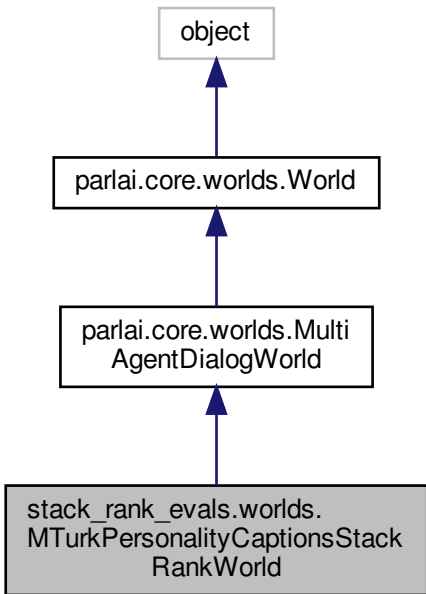 object
parlai.core.worlds.World
parlai.core.worlds.Multi
AgentDialogWorld
stack_rank_evals.worlds.
MTurkPersonalityCaptionsStack
RankWorld